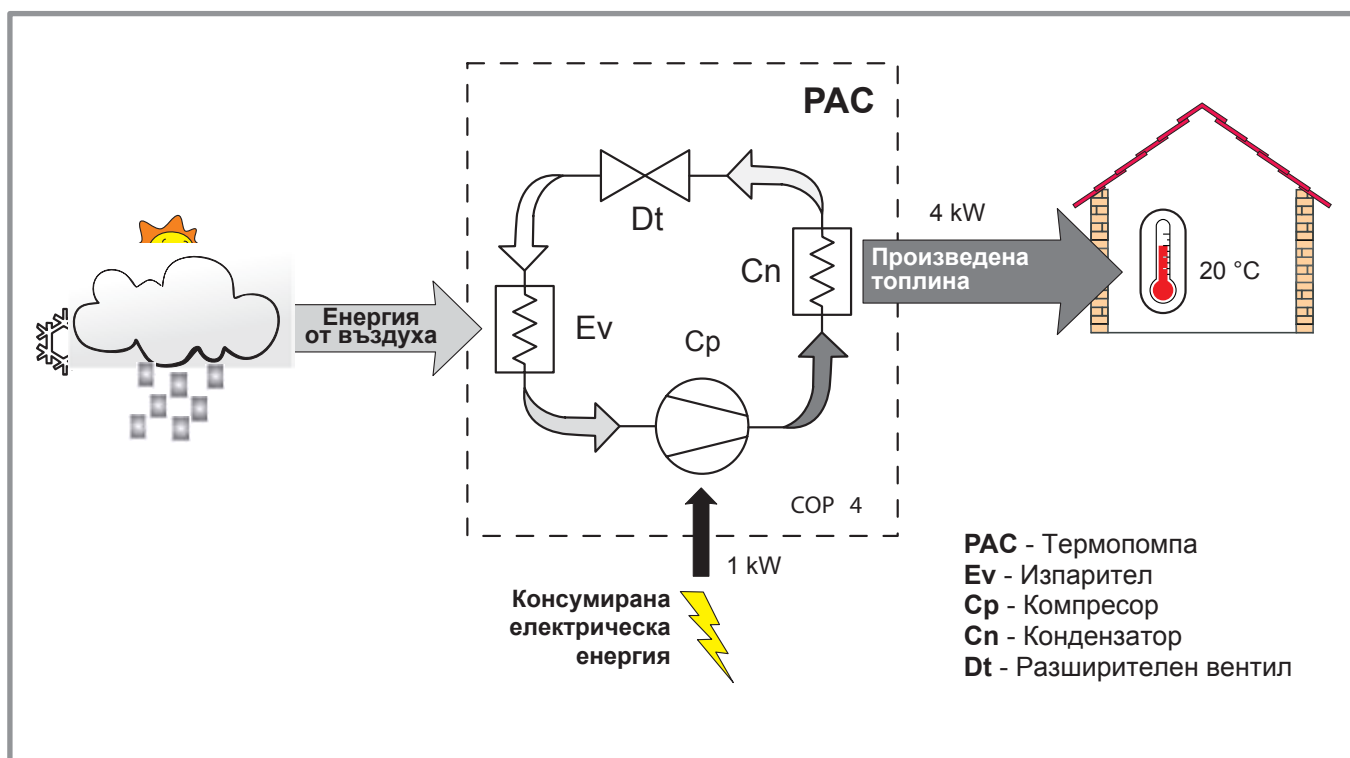 PAC
Dt
4 kW
Произведена
топлина
Cn
20 °C
Енергия
от въздуха
Ev
Cp
COP 4
1 kW
Консумирана
електрическа
енергия
PAC - Термопомпа
Ev - Изпарител
Cp - Компресор
Cn - Кондензатор
Dt - Разширителен вентил